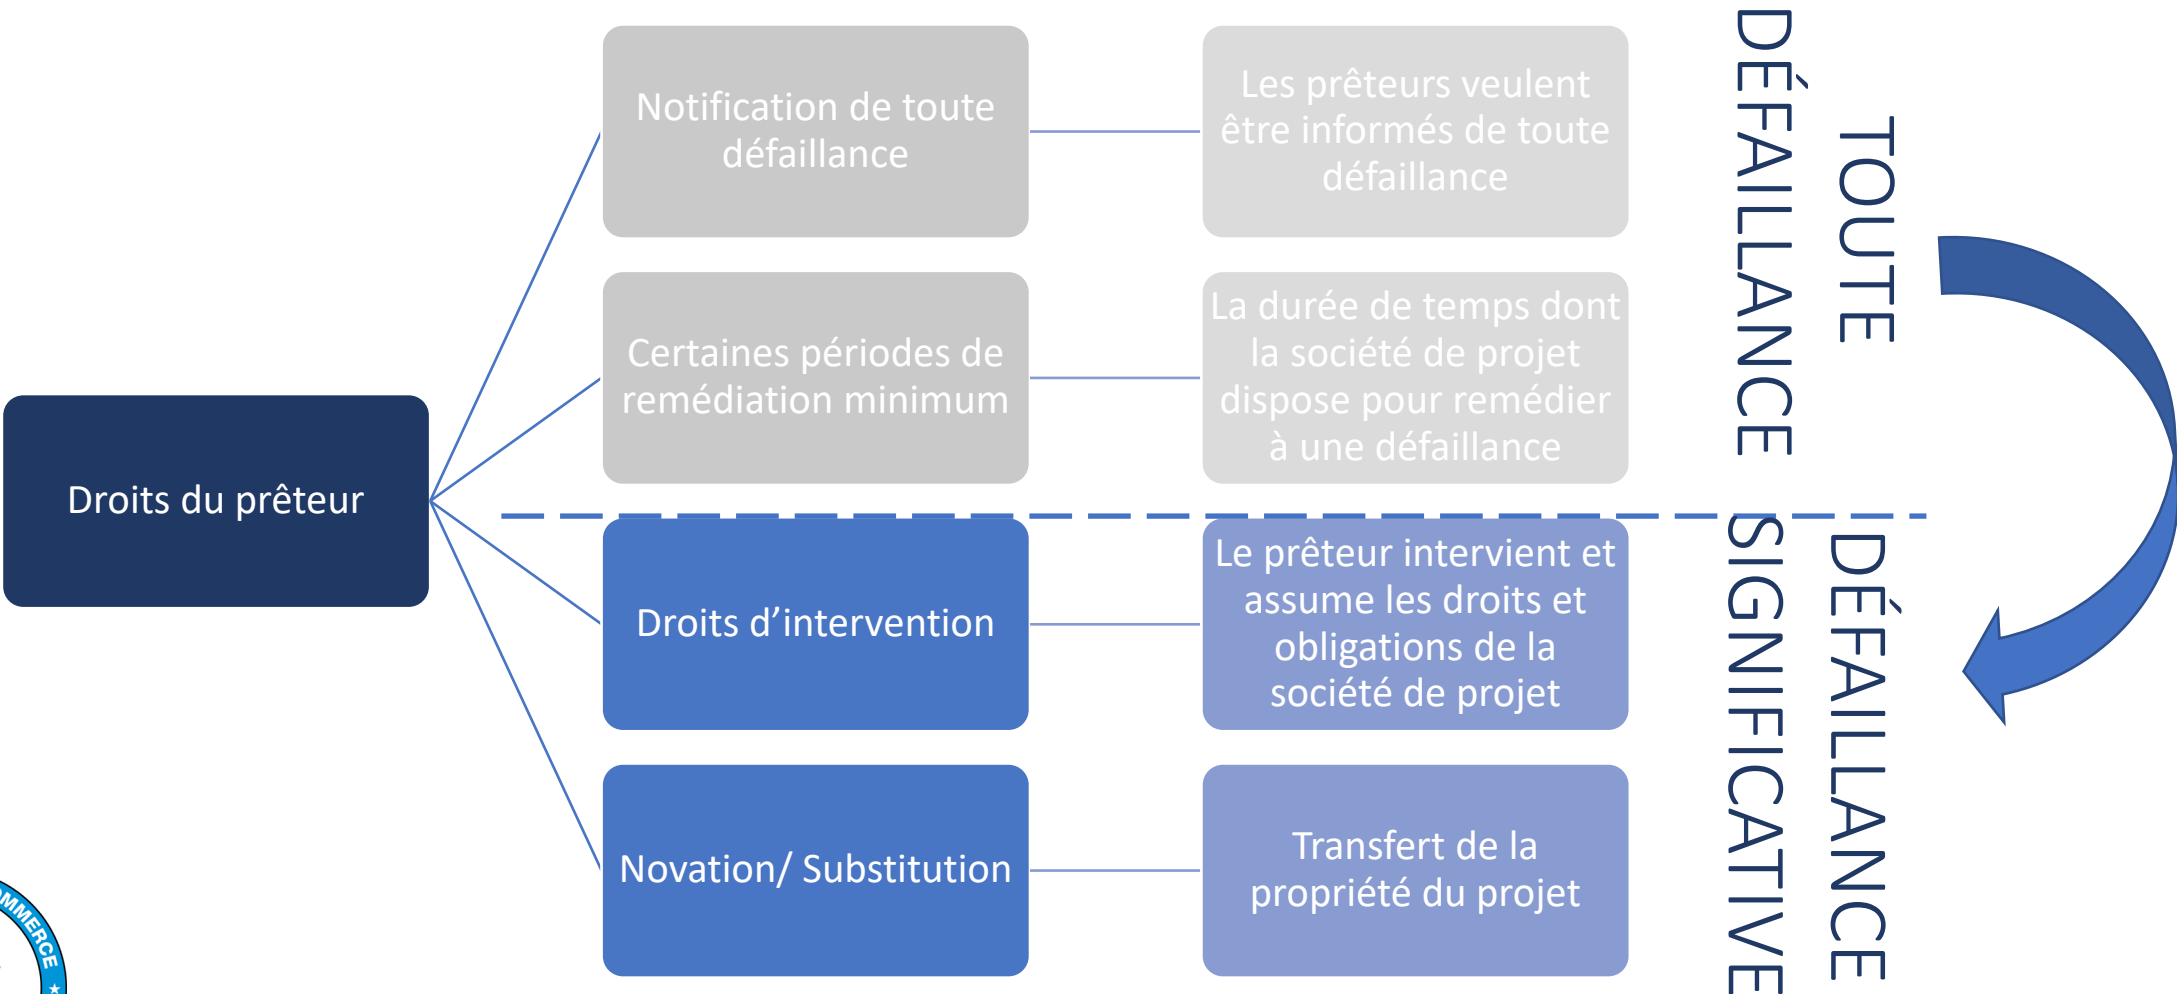 Droits du prêteur
Notification de toute
défaillance
Les prêteurs veulent
être informés de toute
défaillance
Certaines périodes de
remédiation minimum
La durée de temps dont
la société de projet
dispose pour remédier
à une défaillance
Droits d’intervention
Le prêteur intervient et
assume les droits et
obligations de la
société de projet
Novation/ Substitution
Transfert de la
propriété du projet
TOUTE
DÉFAILLANCE
DÉFAILLANCE
SIGNIFICATIVE